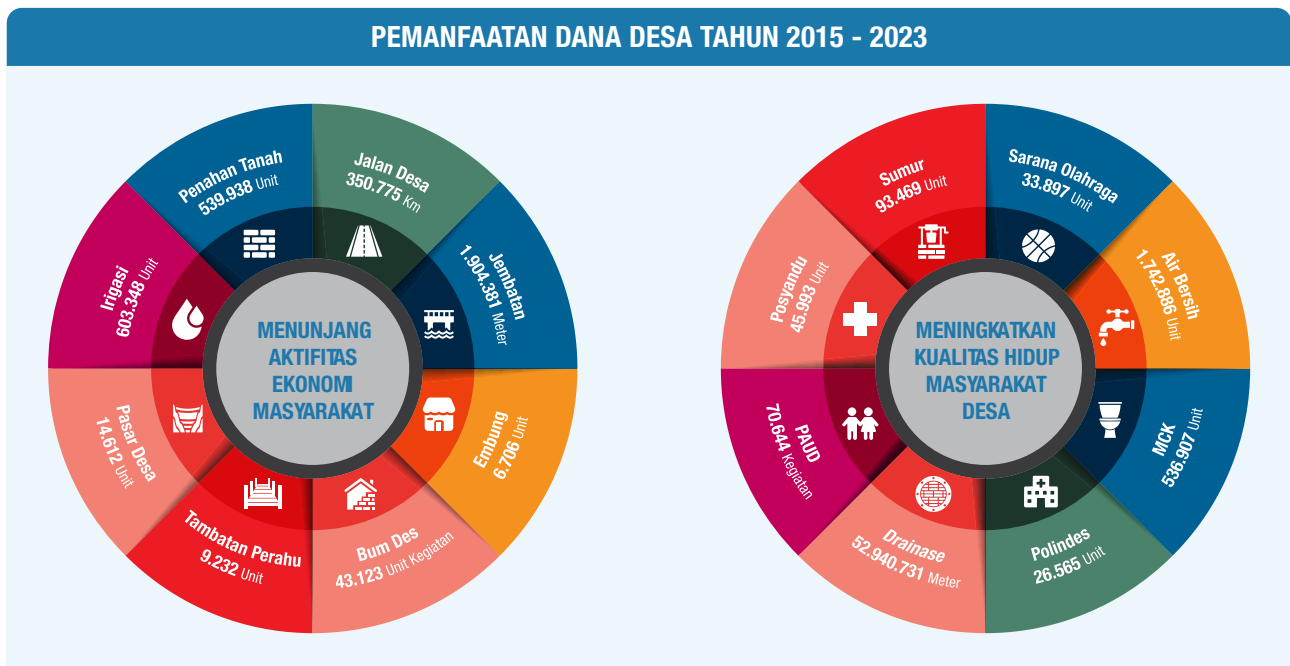 PEMANFAATAN DANA DESA TAHUN 2015 - 2023
MENUNJANG
AKTIFITAS
EKONOMI
MASYARAKAT
Jalan Desa
350.775 Km
Jembatan
1.904.381 Meter
Embung
6.706 Unit
Bum Des
43.123 Unit Kegiatan
Tambatan Perahu
9.232 Unit
Pasar Desa
14.612 Unit
Irigasi
603.348 Unit
Penahan Tanah
539.938 Unit
MENINGKATKAN
KUALITAS HIDUP
MASYARAKAT
DESA
Sarana Olahraga
33.897 Unit
Air Bersih
1.742.886 Unit
MCK
536.907 Unit
Polindes
26.565 Unit
Drainase
52.940.731 Meter
PAUD
70.644 Kegiatan
Posyandu
45.993 Unit
Sumur
93.469 Unit